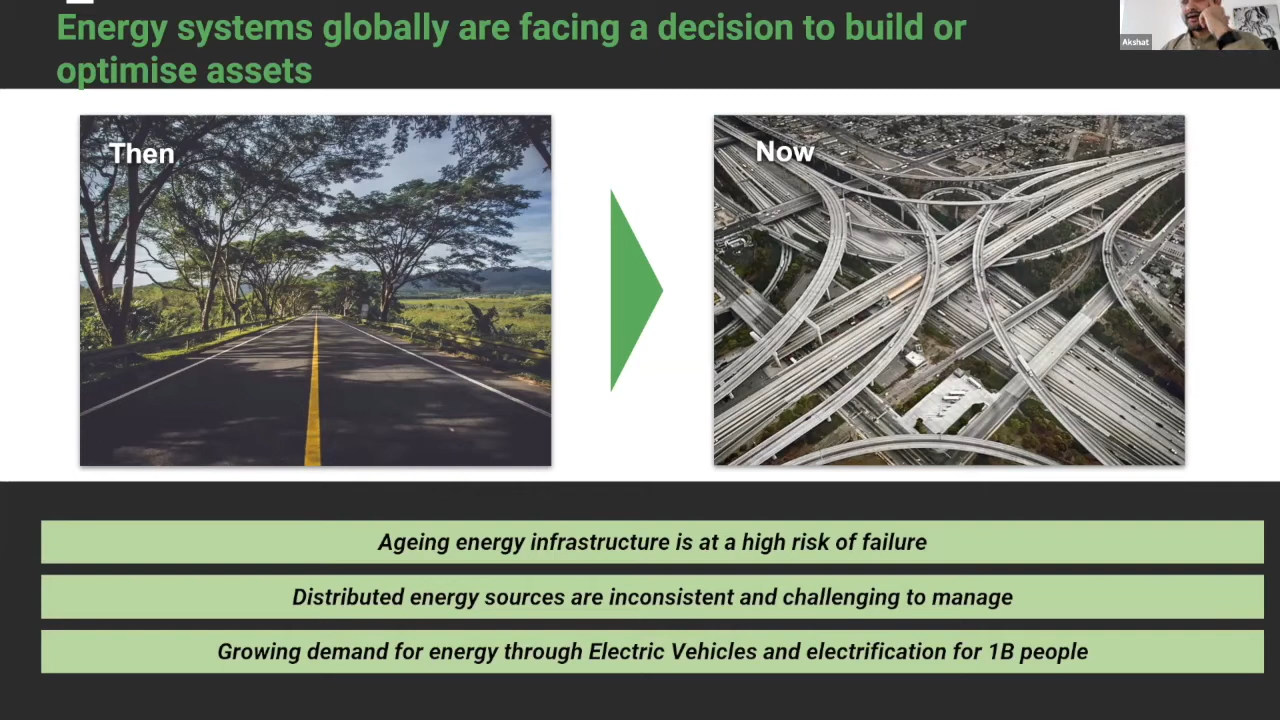 Energy systems globally are facing a decision to build or
optimise assets
Akshat
Then
Now
Ageing energy infrastructure is at a high risk of failure
Distributed energy sources are inconsistent and challenging to manage
Growing demand for energy through Electric Vehicles and electrification for 1B people